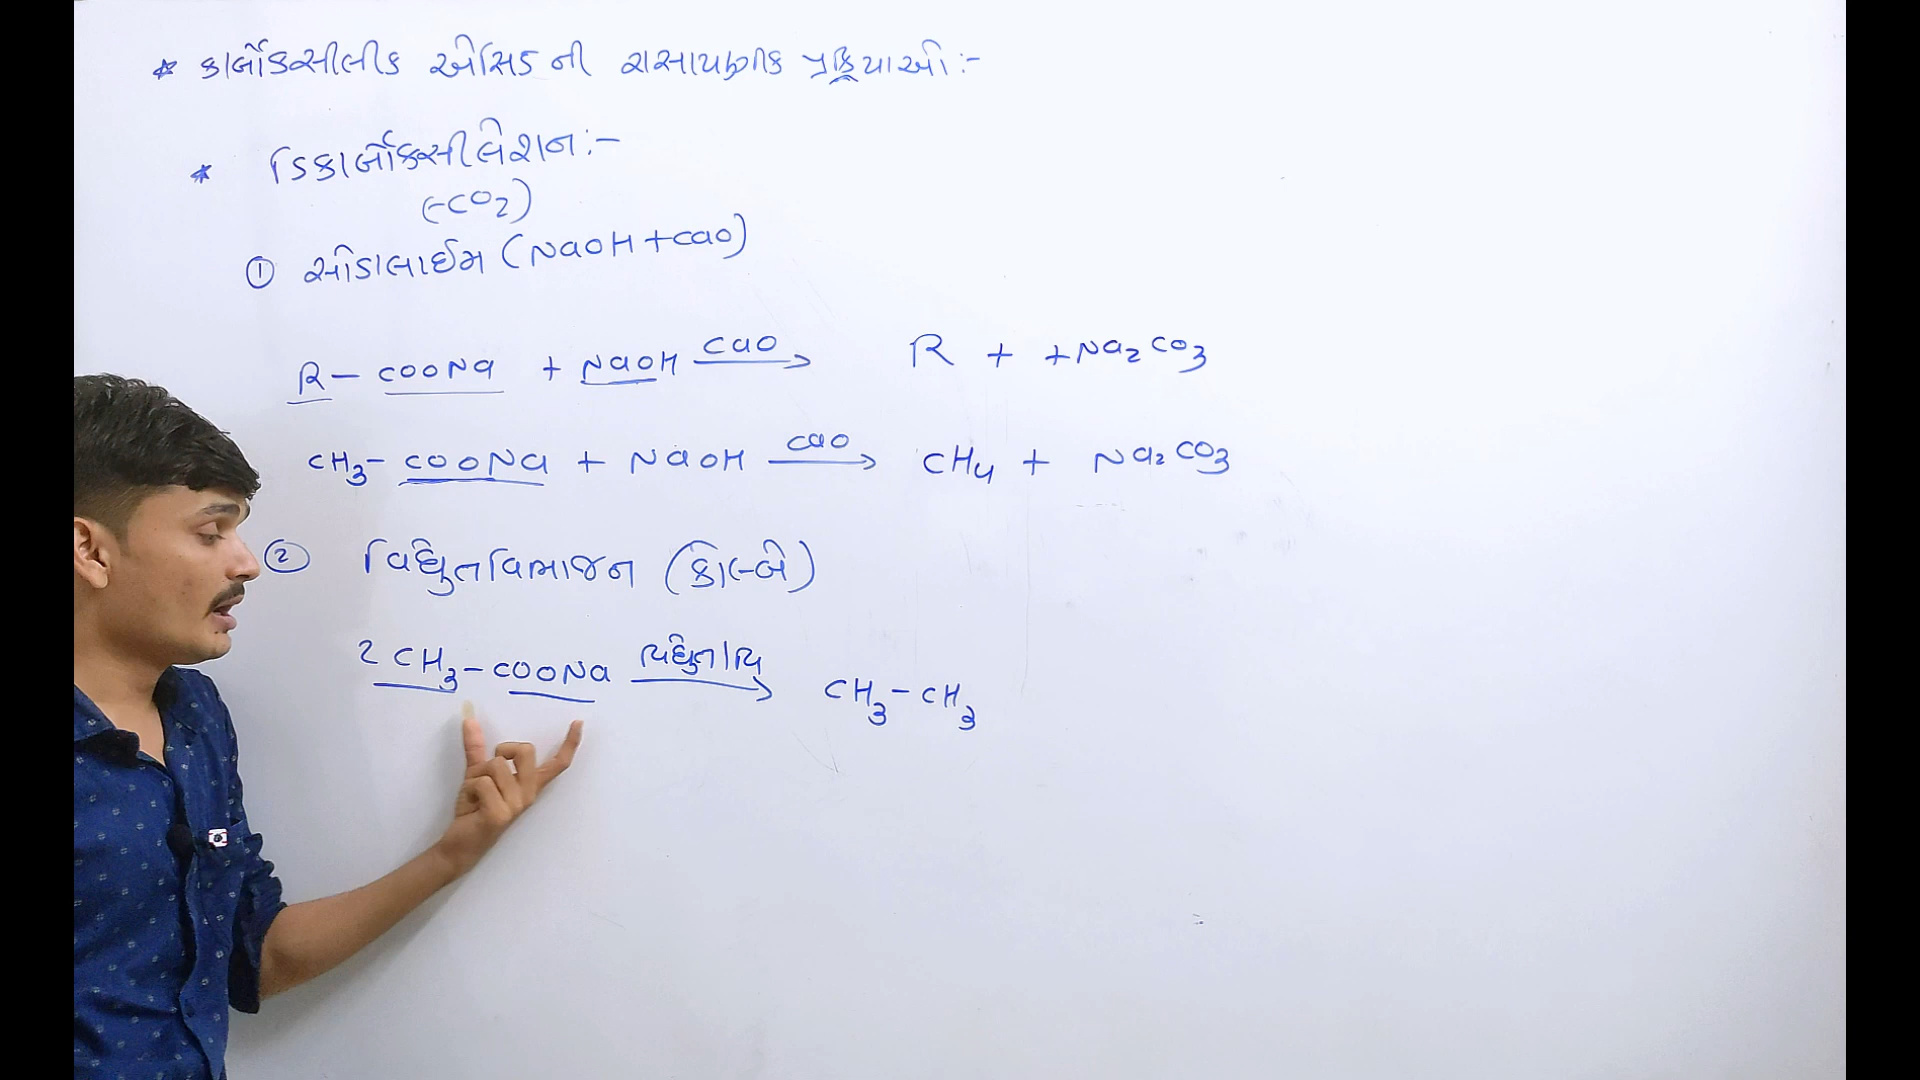 * કાર્બોક્સીલીક એસિડ ની રાસાયણીક પ્રક્રિયાઓ :-
* ડિકાર્બોક્સીલેશન :-
(-CO2)
① સોડાલાઈમ (NaOH + CaO)
R - COONa + NaOH CaO → R + + Na2CO3
CH3 - COONa + NaOH CaO → CH4 + Na2CO3
② વિદ્યુતવિભાજન (કોલ્બે)
2 CH3 - COONa → CH3 - CH3